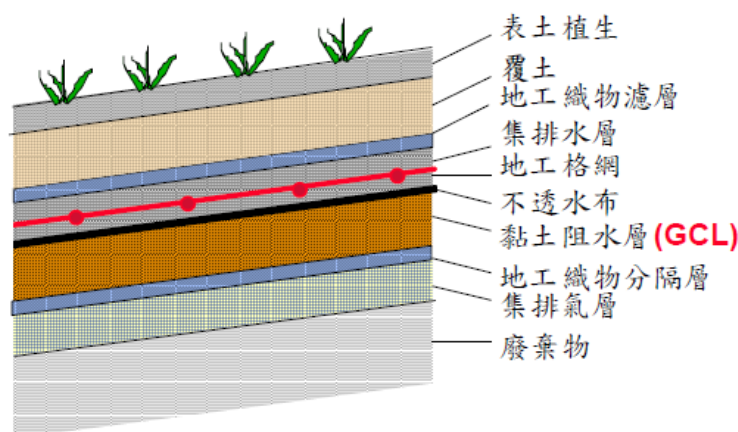 表土植生
覆土
地工織物濾層
集排水層
地工格網
不透水布
黏土阻水層(GCL)
地工織物分隔層
集排氣層
廢棄物